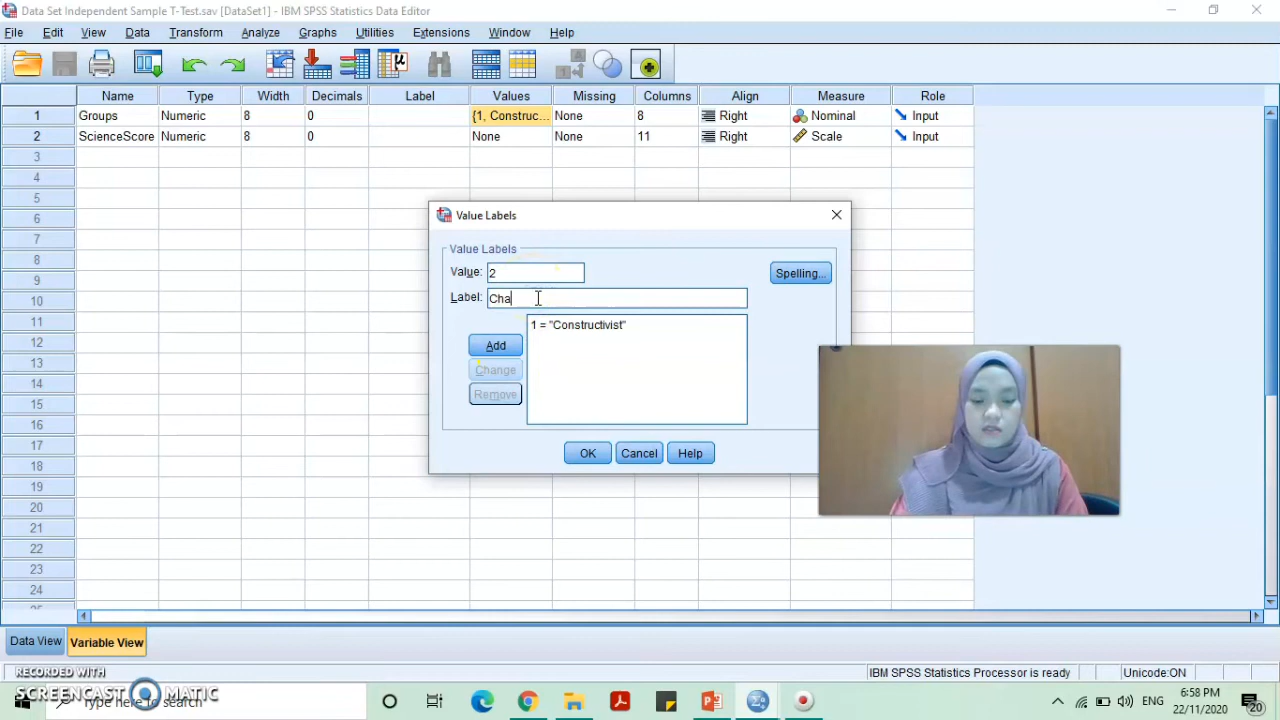 Data Set Independent Sample T-Test.sav [DataSet1] - IBM SPSS Statistics Data Editor
File Edit View Data Transform Analyze Graphs Utilities Extensions Window Help
Name Type Width Decimals Label Values Missing Columns Align Measure Role
1 Groups Numeric 8 0 {1, Construc... None 8 Right Nominal Input
2 ScienceScore Numeric 8 0 None None 11 Right Scale Input
3
4
5
6
7
8
9
10
11
12
13
14
15
16
17
18
19
20
21
22
23
24
Value Labels
Value Labels
Value: 2
Spelling...
Label: Cha
1 = "Constructivist"
Add
Change
Remove
OK Cancel Help
Data View Variable View
IBM SPSS Statistics Processor is ready Unicode:ON
RECORDED WITH
SCREENCAST MATIC
Type here to search
ENG
6:58 PM
22/11/2020
20